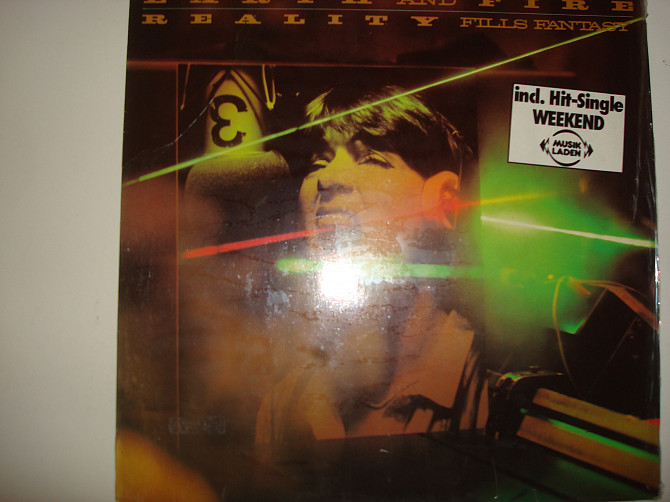 EARTH AND FIRE
REALITY FILLS FANTASY
incl. Hit-Single
WEEKEND
MUSIK
LADEN
3